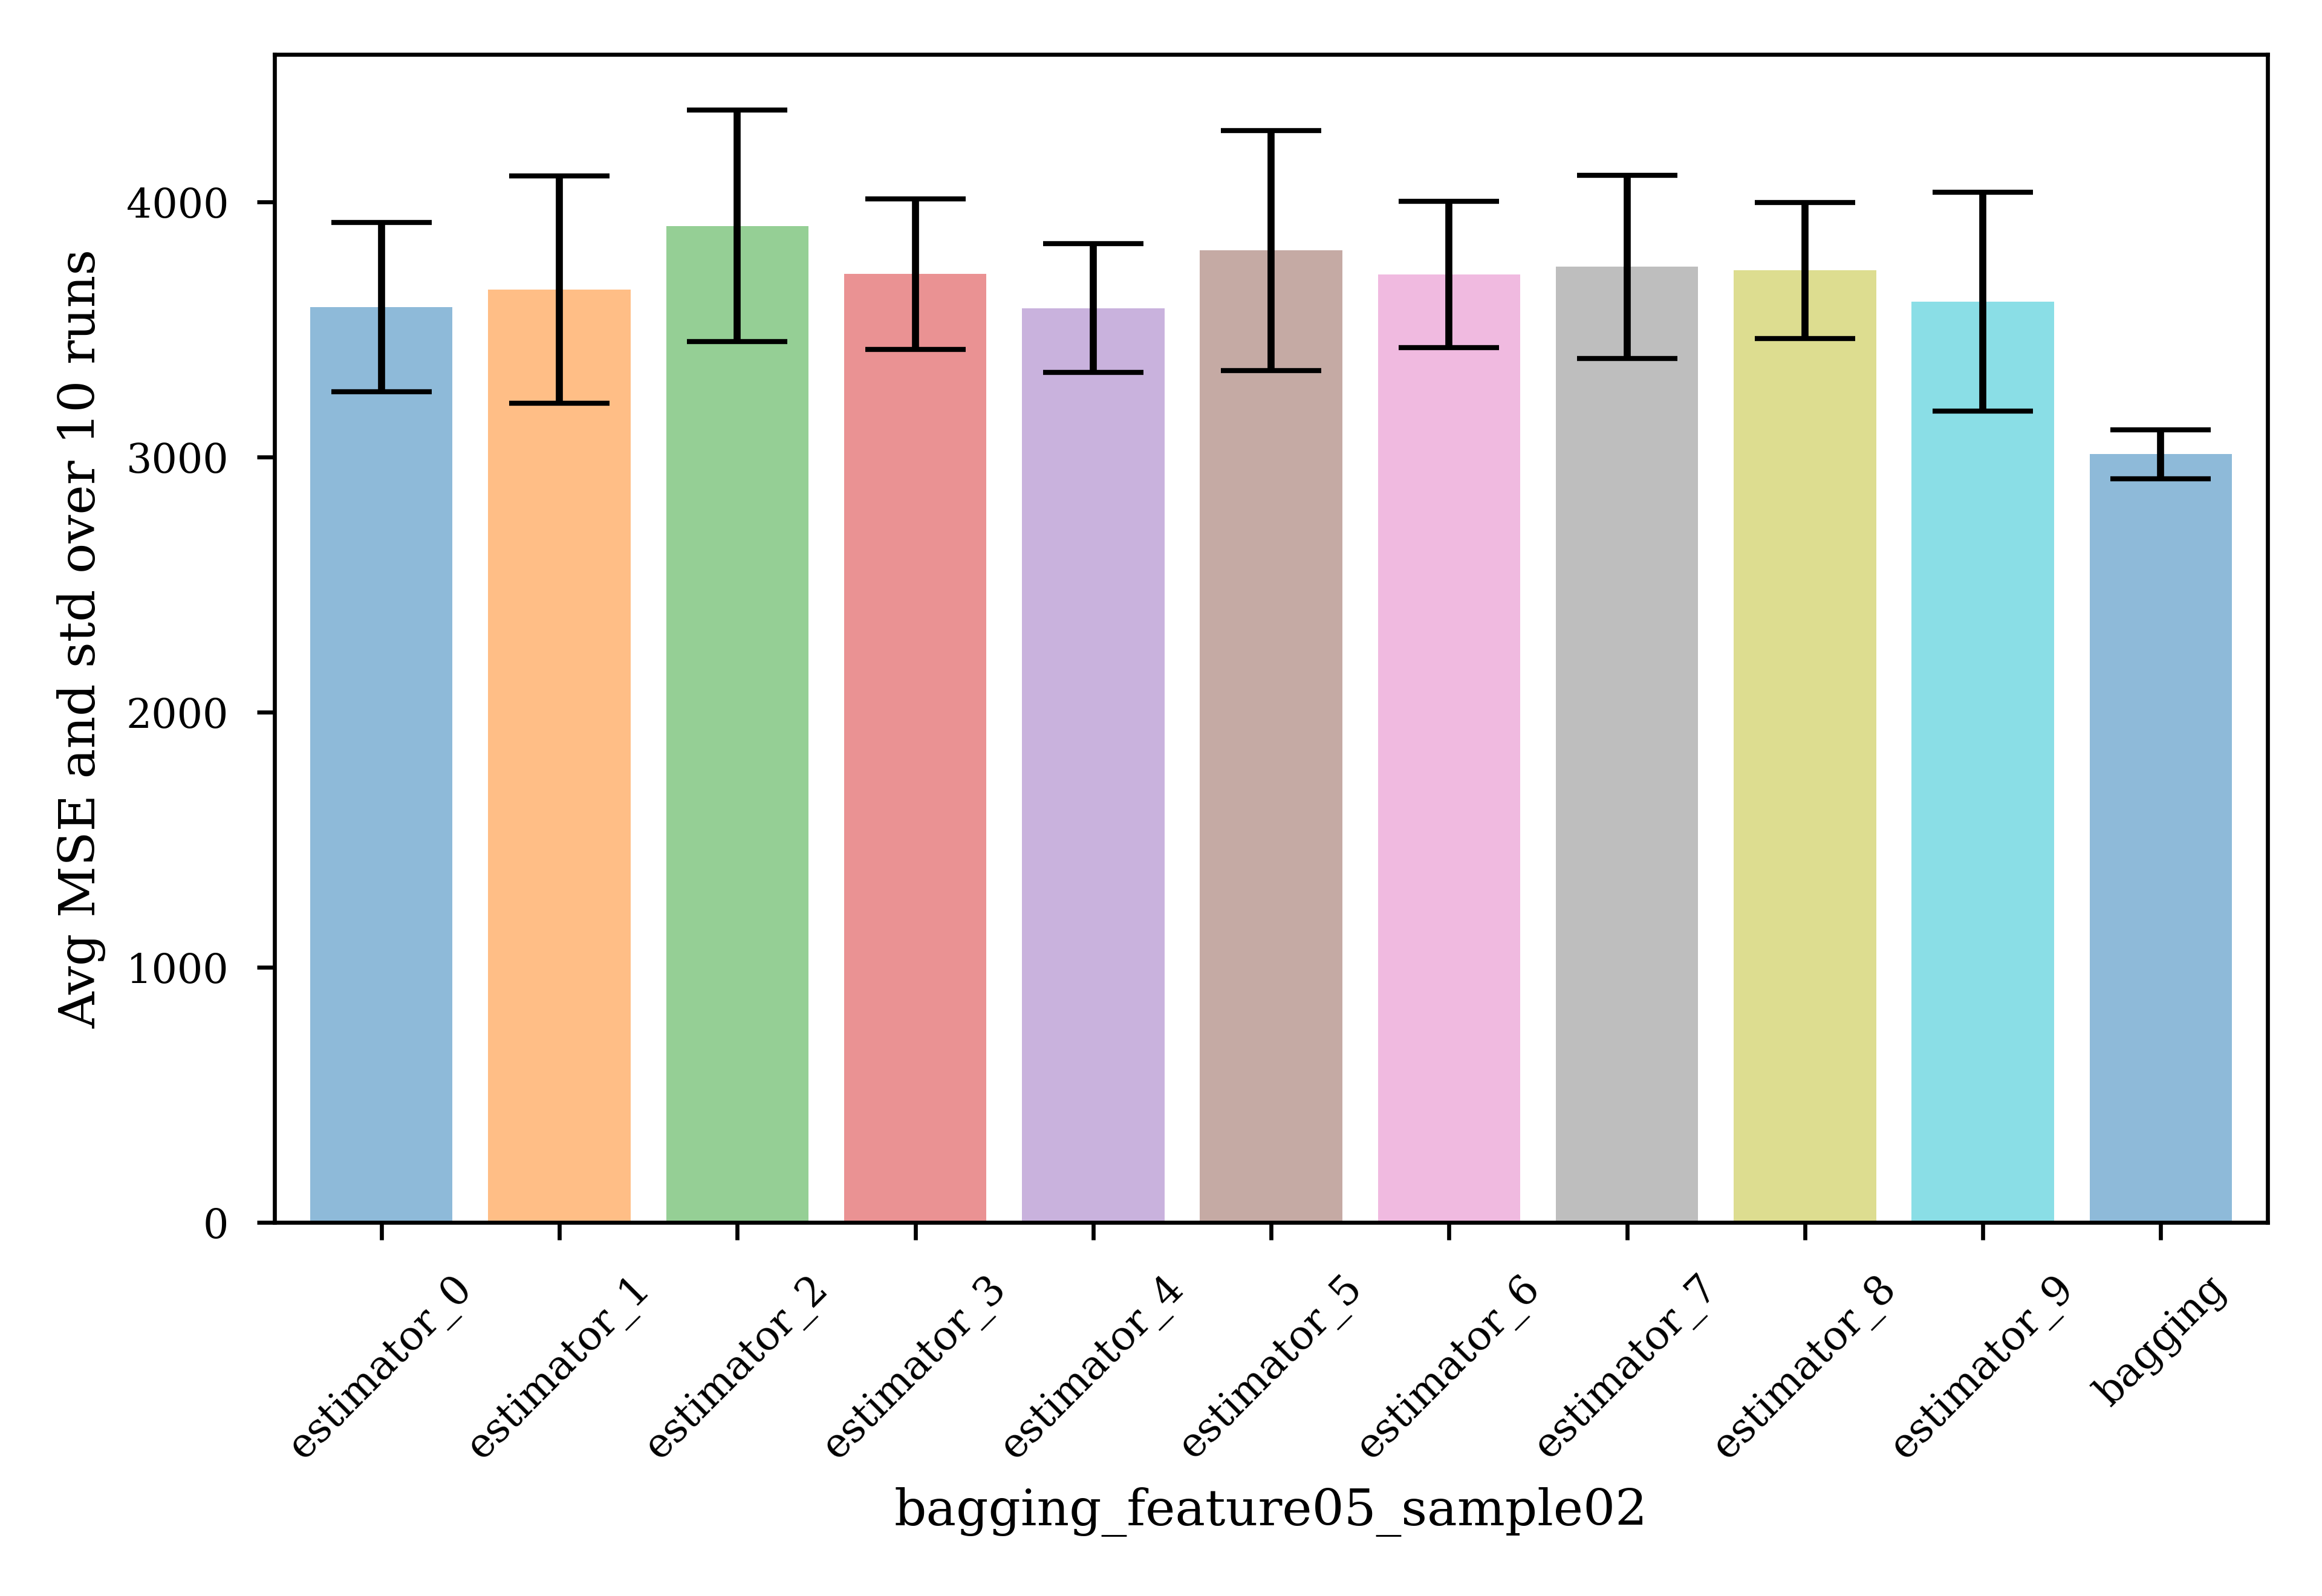 Avg MSE and std over 10 runs
4000
3000
2000
1000
0
estimator_0
estimator_1
estimator_2
estimator_3
estimator_4
estimator_5
estimator_6
estimator_7
estimator_8
estimator_9
bagging
bagging_feature05_sample02